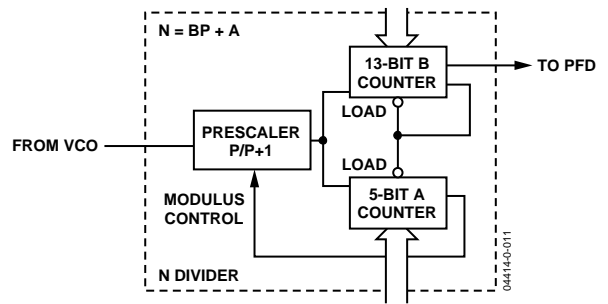 N = BP + A
13-BIT B
COUNTER
TO PFD
LOAD
PRESCALER
P/P+1
FROM VCO
LOAD
MODULUS
CONTROL
5-BIT A
COUNTER
N DIVIDER
04414-0-011